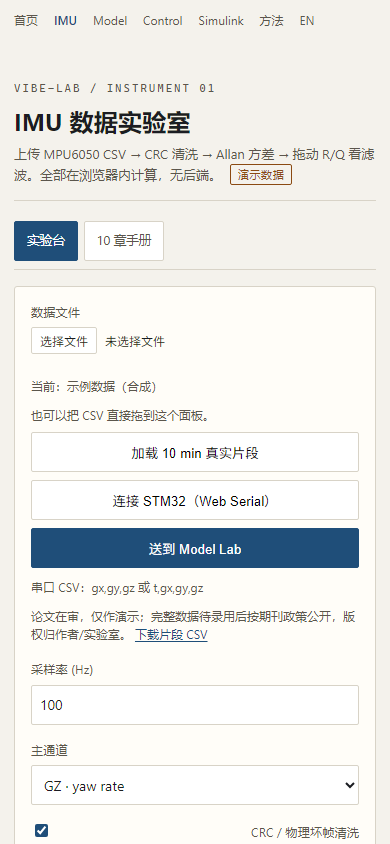 首页 IMU Model Control Simulink 方法 EN
VIBE-LAB / INSTRUMENT 01
IMU 数据实验室
上传 MPU6050 CSV → CRC 清洗 → Allan 方差 → 拖动 R/Q 看滤
波。全部在浏览器内计算，无后端。 演示数据
实验台 10 章手册
数据文件
选择文件 未选择文件
当前：示例数据（合成）
也可以把 CSV 直接拖到这个面板。
加载 10 min 真实片段
连接 STM32（Web Serial）
送到 Model Lab
串口 CSV：gx,gy,gz 或 t,gx,gy,gz
论文在审，仅作演示；完整数据待录用后按期刊政策公开，版
权归作者/实验室。 下载片段 CSV
采样率 (Hz)
100
主通道
GZ · yaw rate
CRC / 物理坏帧清洗